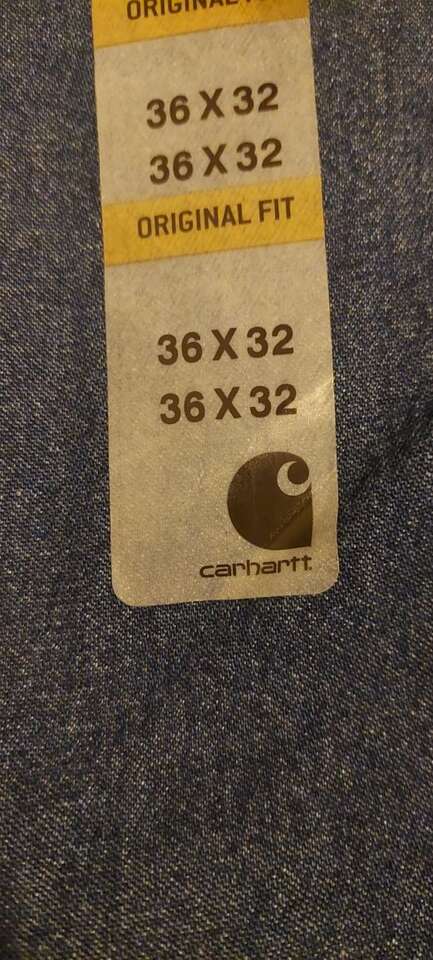 ORIGINAL
36 X 32
36 X 32
ORIGINAL FIT
36 X 32
36 X 32
carhartt